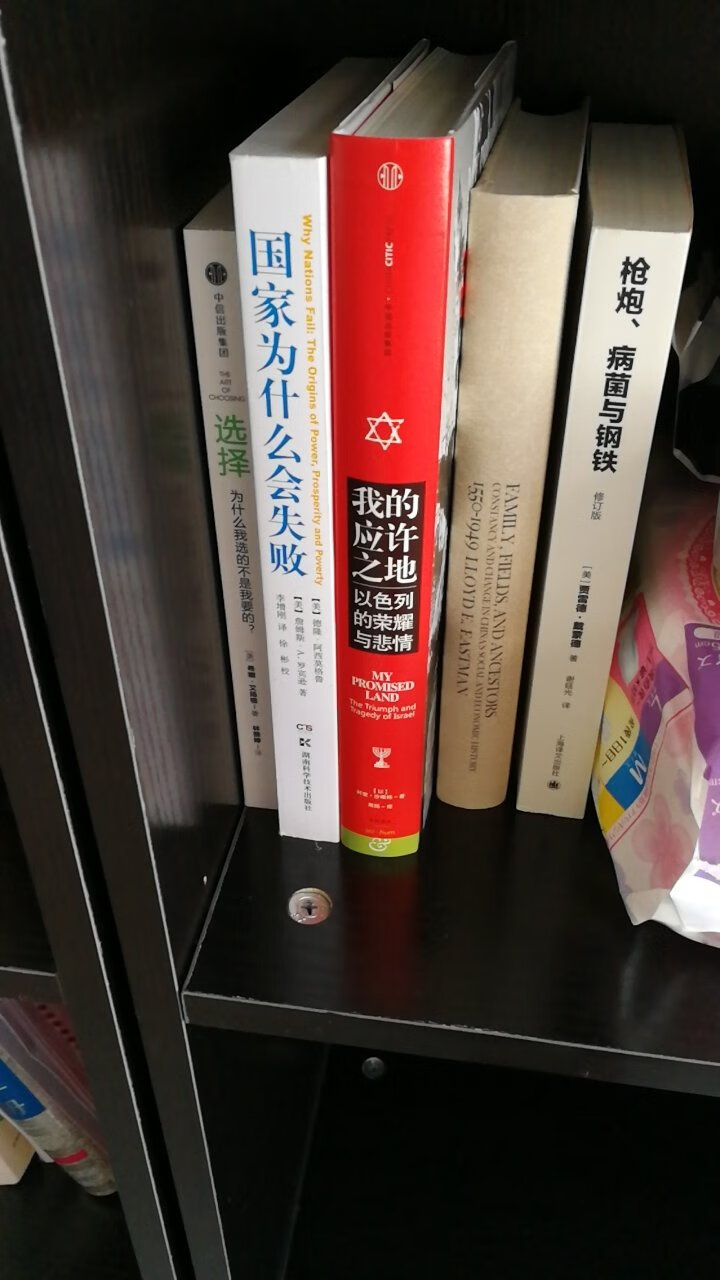 中信出版集团
THE
ART
OF
CHOOSING
选择
为什么我选的不是我要的?
Why Nations Fail: The Origins of Power, Prosperity and Poverty
国家为什么会失败
[美] 德隆·阿西莫格鲁
[美] 詹姆斯·A.罗宾逊 著
李增刚 译 徐彬 校
湖南科学技术出版社
CITIC
我的
应许
之地
以色列
的荣耀
与悲情
MY
PROMISED
LAND
The Triumph and
Tragedy of Israel
FAMILY, FIELDS, AND ANCESTORS
CONSTANCY AND CHANGE IN CHINA'S SOCIAL AND ECONOMIC HISTORY
1550-1949 LLOYD E. EASTMAN
枪炮、病菌与钢铁
修订版
[美] 贾雷德·戴蒙德 著
谢延光 译
上海译文出版社